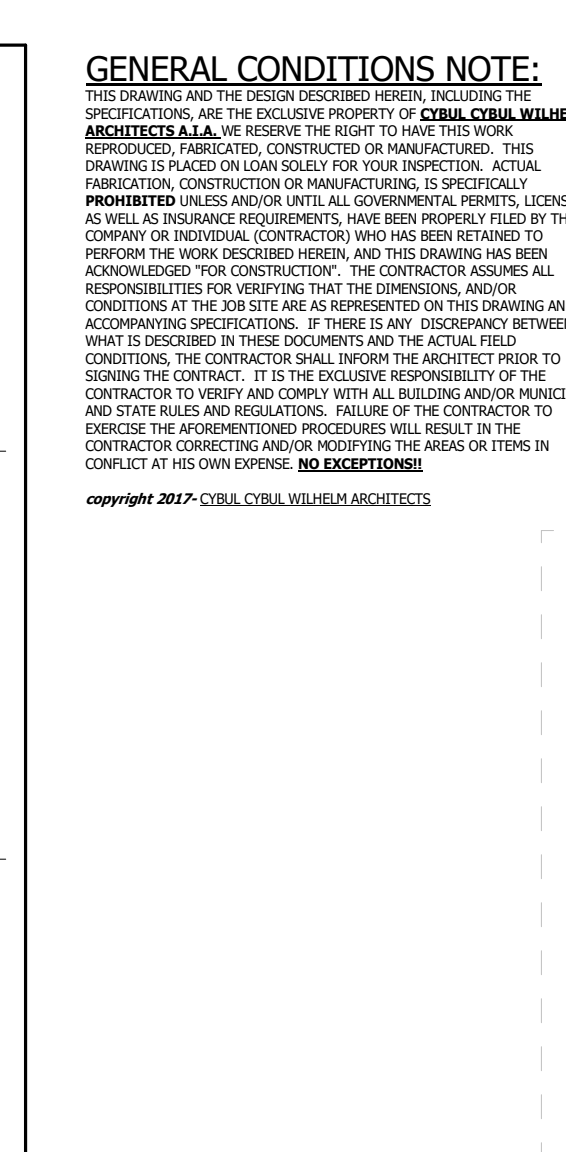 GENERAL CONDITIONS NOTE:
THIS DRAWING AND THE DESIGN DESCRIBED HEREIN, INCLUDING THE
SPECIFICATIONS, ARE THE EXCLUSIVE PROPERTY OF CYBUL CYBUL
ARCHITECTS A.I.A. WE RESERVE THE RIGHT TO HAVE THIS WORK
REPRODUCED, FABRICATED, CONSTRUCTED OR MANUFACTURED. THIS
DRAWING IS PLACED ON LOAN SOLELY FOR YOUR INSPECTION. ACTUAL
FABRICATION, CONSTRUCTION OR MANUFACTURING, IS SPECIFICALLY
PROHIBITED UNLESS AND/OR UNTIL ALL GOVERNMENTAL PERMITS,
AS WELL AS INSURANCE REQUIREMENTS, HAVE BEEN PROPERLY FILED BY
COMPANY OR INDIVIDUAL (CONTRACTOR) WHO HAS BEEN RETAINED TO
PERFORM THE WORK DESCRIBED HEREIN, AND THIS DRAWING HAS BEEN
ACKNOWLEDGED "FOR CONSTRUCTION". THE CONTRACTOR ASSUMES ALL
RESPONSIBILITIES FOR VERIFYING THAT THE DIMENSIONS, AND/OR
CONDITIONS AT THE JOB SITE ARE AS REPRESENTED ON THIS DRAWING
ACCOMPANYING SPECIFICATIONS. IF THERE IS ANY DISCREPANCY
WHAT IS DESCRIBED IN THESE DOCUMENTS AND THE ACTUAL FIELD
CONDITIONS, THE CONTRACTOR SHALL INFORM THE ARCHITECT PRIOR TO
SIGNING THE CONTRACT. IT IS THE EXCLUSIVE RESPONSIBILITY OF THE
CONTRACTOR TO VERIFY AND COMPLY WITH ALL BUILDING AND/OR
AND STATE RULES AND REGULATIONS. FAILURE OF THE CONTRACTOR TO
EXERCISE THE AFOREMENTIONED PROCEDURES WILL RESULT IN THE
CONTRACTOR CORRECTING AND/OR MODIFYING THE AREAS OR ITEMS IN
CONFLICT AT HIS OWN EXPENSE. NO EXCEPTIONS!!
copyright 2017- CYBUL CYBUL WILHELM ARCHITECTS